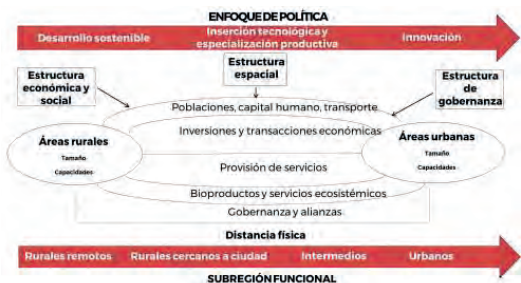 ENFOQUE DE POLÍTICA
Desarrollo sostenible
Inserción tecnológica y
especialización productiva
Innovación
Estructura
económica y
social
Estructura
espacial
Estructura
de
gobernanza
Poblaciones, capital humano, transporte
Inversiones y transacciones económicas
Áreas rurales
Tamaño
Capacidades
Áreas urbanas
Tamaño
Capacidades
Provisión de servicios
Bioproductos y servicios ecosistémicos
Gobernanza y alianzas
Distancia física
Rurales remotos
Rurales cercanos a ciudad
Intermedios
Urbanos
SUBREGIÓN FUNCIONAL